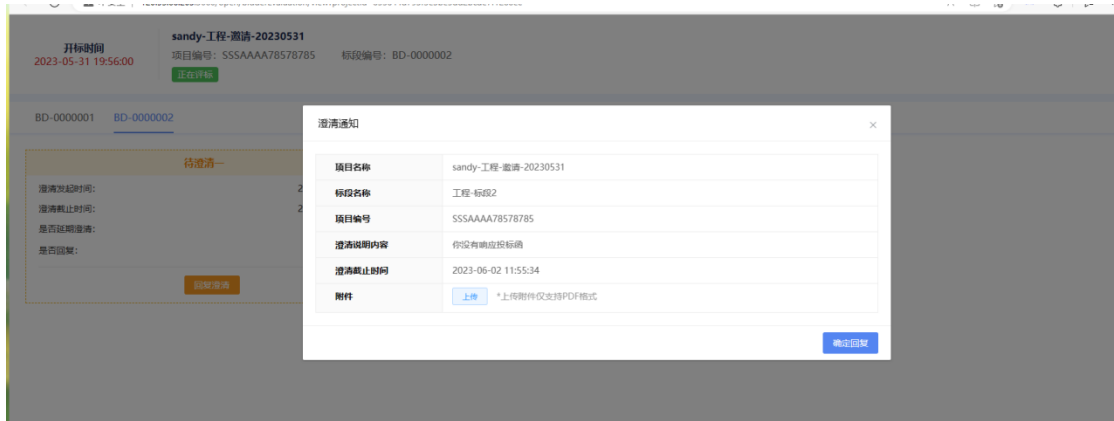 sandy-工程-邀请-20230531
开标时间
2023-05-31 19:56:00
项目编号：SSSAAAA78578785 标段编号：BD-0000002
正在评标
BD-0000001 BD-0000002
待澄清一
澄清发起时间：
澄清截止时间：
是否延期澄清：
是否回复：
回复澄清
澄清通知
项目名称 sandy-工程-邀请-20230531
标段名称 工程-标段2
项目编号 SSSAAAA78578785
澄清说明内容 你没有响应投标函
澄清截止时间 2023-06-02 11:55:34
附件 上传 *上传附件仅支持PDF格式
确定回复